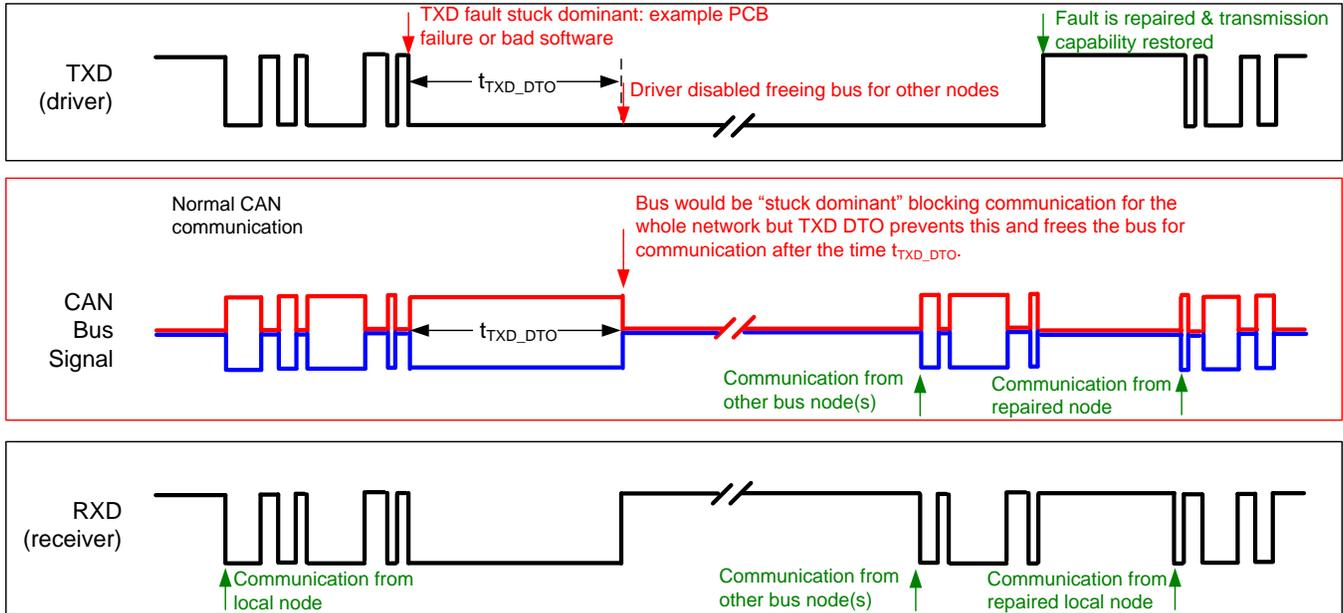 TXD fault stuck dominant: example PCB
failure or bad software
Fault is repaired & transmission
capability restored
TXD
(driver)
tTXD_DTO
Driver disabled freeing bus for other nodes
Normal CAN
communication
Bus would be “stuck dominant” blocking communication for the
whole network but TXD DTO prevents this and frees the bus for
communication after the time tTXD_DTO.
CAN
Bus
Signal
tTXD_DTO
Communication from
other bus node(s)
Communication from
repaired node
RXD
(receiver)
Communication from
local node
Communication from
other bus node(s)
Communication from
repaired local node